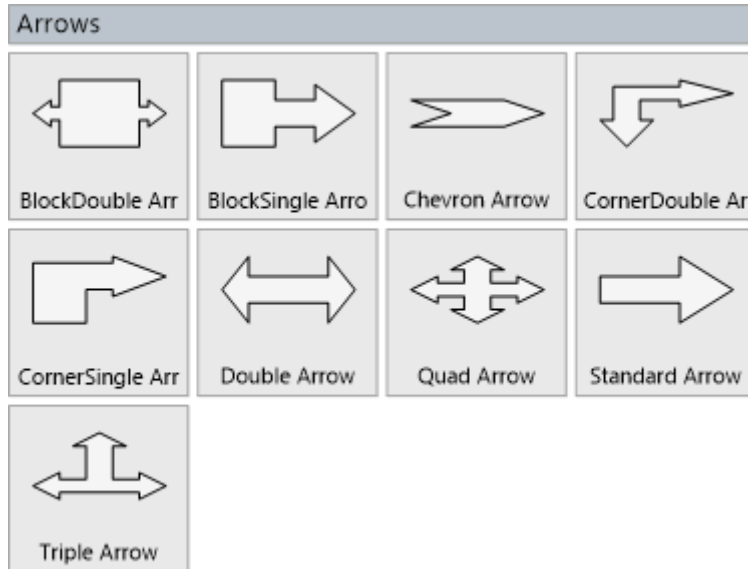 Arrows
BlockDouble Arr
BlockSingle Arro
Chevron Arrow
CornerDouble Ar
CornerSingle Arr
Double Arrow
Quad Arrow
Standard Arrow
Triple Arrow